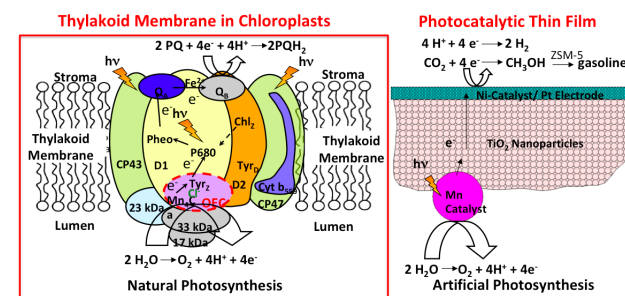 Thylakoid Membrane in Chloroplasts
2 PQ + 4e⁻ + 4H⁺ → 2PQH₂
hν
hν
Stroma
Stroma
Fe²⁺
Q_B
e⁻
e⁻
hν
Chl_Z
Pheo
P680
Thylakoid
Membrane
Thylakoid
Membrane
CP43
D1
Tyr_D
e⁻
e⁻
Tyr_Z
D2
Cyt b₅₅₉
OEC
CP47
23 kDa
33 kDa
17 kDa
Lumen
Lumen
2 H₂O → O₂ + 4H⁺ + 4e⁻
Natural Photosynthesis
Photocatalytic Thin Film
4 H⁺ + 4 e⁻ → 2 H₂
CO₂ + 4 e⁻ → CH₃OH ZSM-5 → gasoline
Ni-Catalyst/ Pt Electrode
e⁻
TiO₂ Nanoparticles
hν
Mn
Catalyst
2 H₂O → O₂ + 4H⁺ + 4e⁻
Artificial Photosynthesis